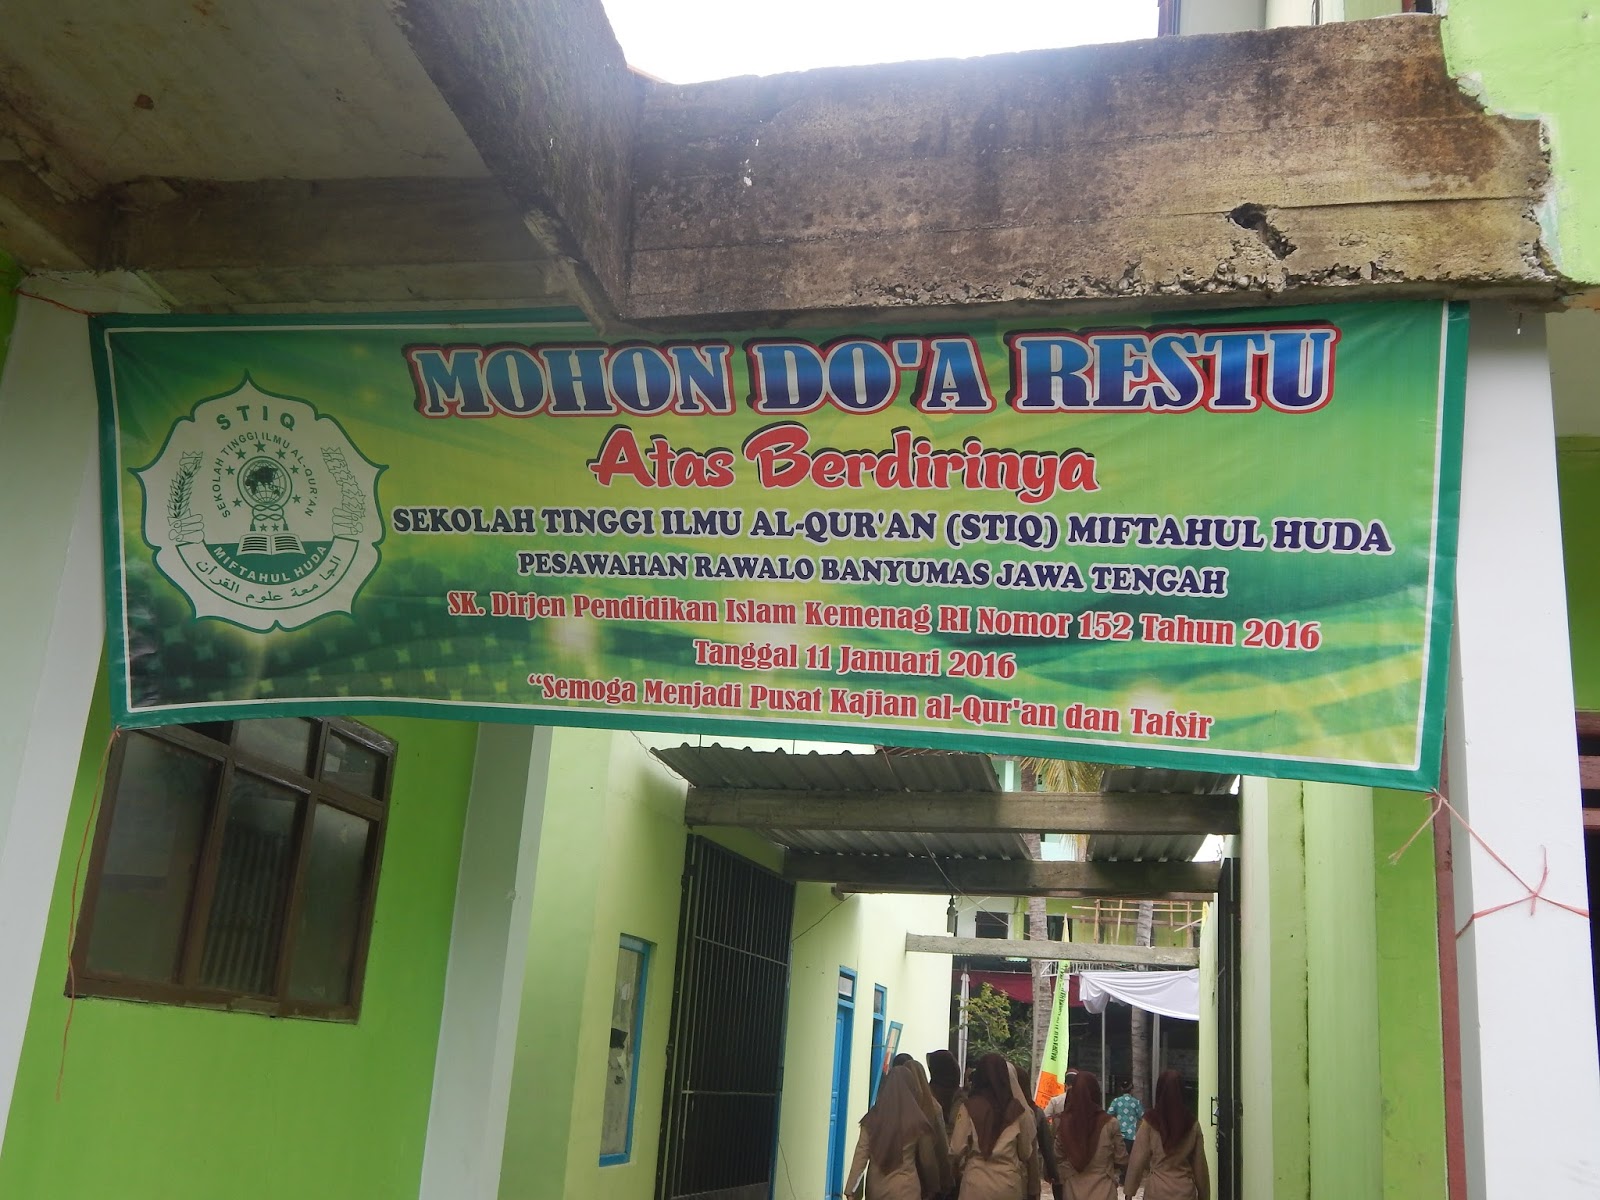 MOHON DO'A RESTU
Atas Berdirinya
SEKOLAH TINGGI ILMU AL-QUR'AN (STIQ) MIFTAHUL HUDA
PESAWAHAN RAWALO BANYUMAS JAWA TENGAH
SK. Dirjen Pendidikan Islam Kemenag RI Nomor 152 Tahun 2016
Tanggal 11 Januari 2016
“Semoga Menjadi Pusat Kajian al-Qur'an dan Tafsir
STIQ
SEKOLAH TINGGI ILMU AL-QUR'AN
MIFTAHUL HUDA
الجامعة علوم القرآن